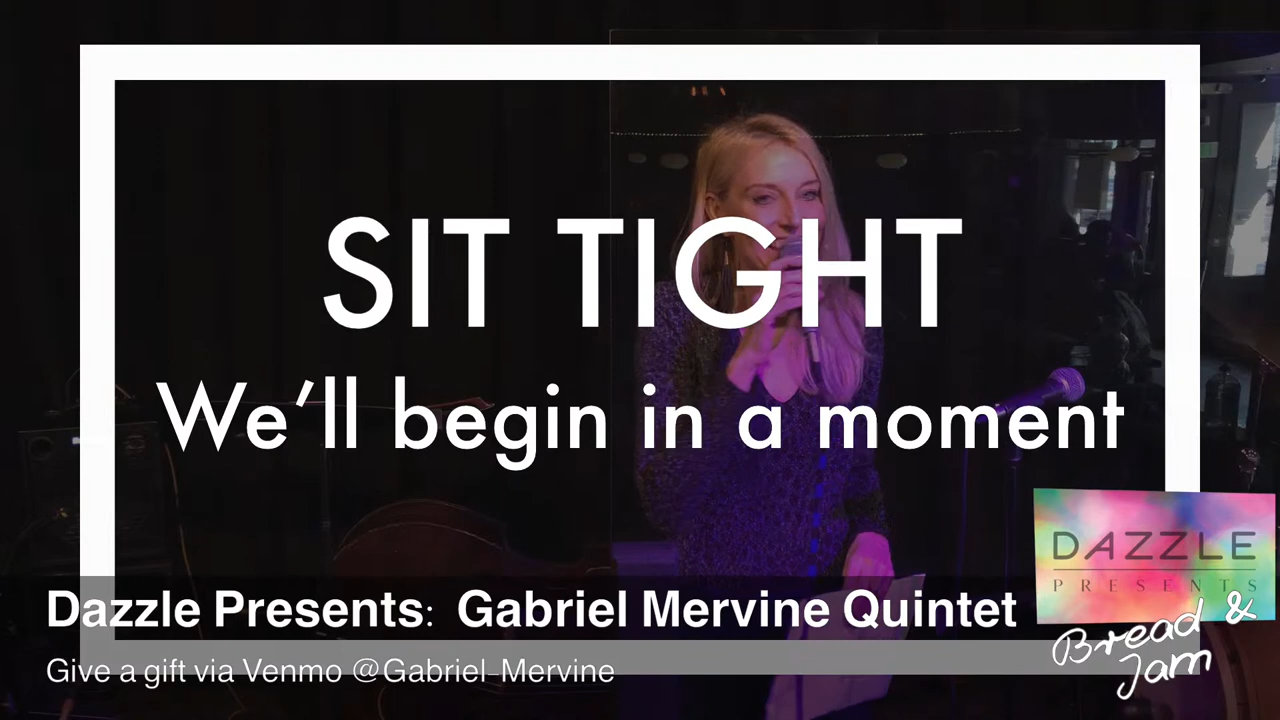 SIT TIGHT
We'll begin in a moment
DAZZLE
PRESENTS
Bread &
Jam
Dazzle Presents: Gabriel Mervine Quintet
Give a gift via Venmo @Gabriel-Mervine